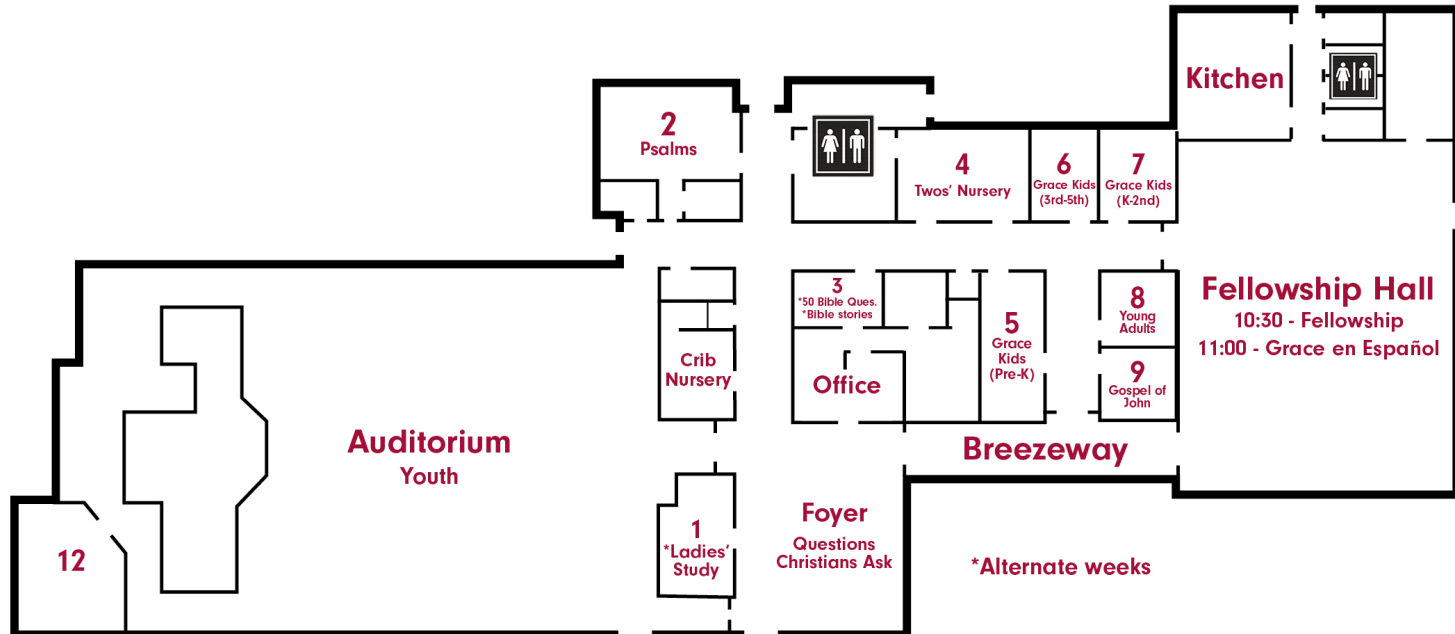 Kitchen
2
Psalms
4
Twos' Nursery
6
Grace Kids
(3rd-5th)
7
Grace Kids
(K-2nd)
3
*50 Bible Ques.
*Bible stories
5
Grace
Kids
(Pre-K)
8
Young
Adults
9
Gospel of
John
Fellowship Hall
10:30 - Fellowship
11:00 - Grace en Español
Crib
Nursery
Office
Auditorium
Youth
Breezeway
12
1
*Ladies'
Study
Foyer
Questions
Christians Ask
*Alternate weeks